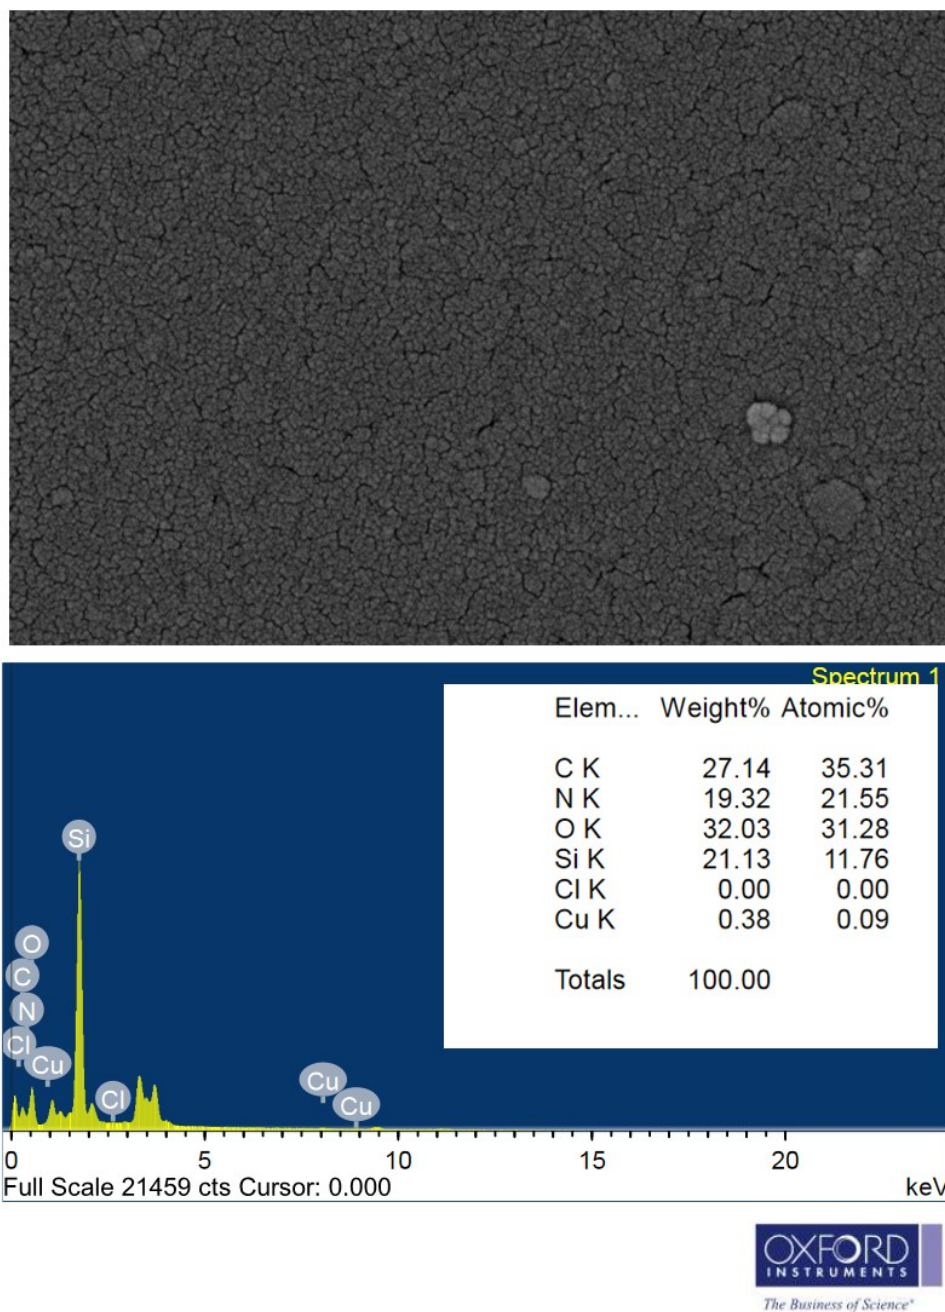 Spectrum 1
Elem... Weight% Atomic%
C K 27.14 35.31
N K 19.32 21.55
O K 32.03 31.28
Si K 21.13 11.76
Cl K 0.00 0.00
Cu K 0.38 0.09
Totals 100.00
Si
O
C
N
Cl
Cu
Cl
Cu
Cu
0 5 10 15 20
Full Scale 21459 cts Cursor: 0.000 keV
OXFORD
INSTRUMENTS
The Business of Science®